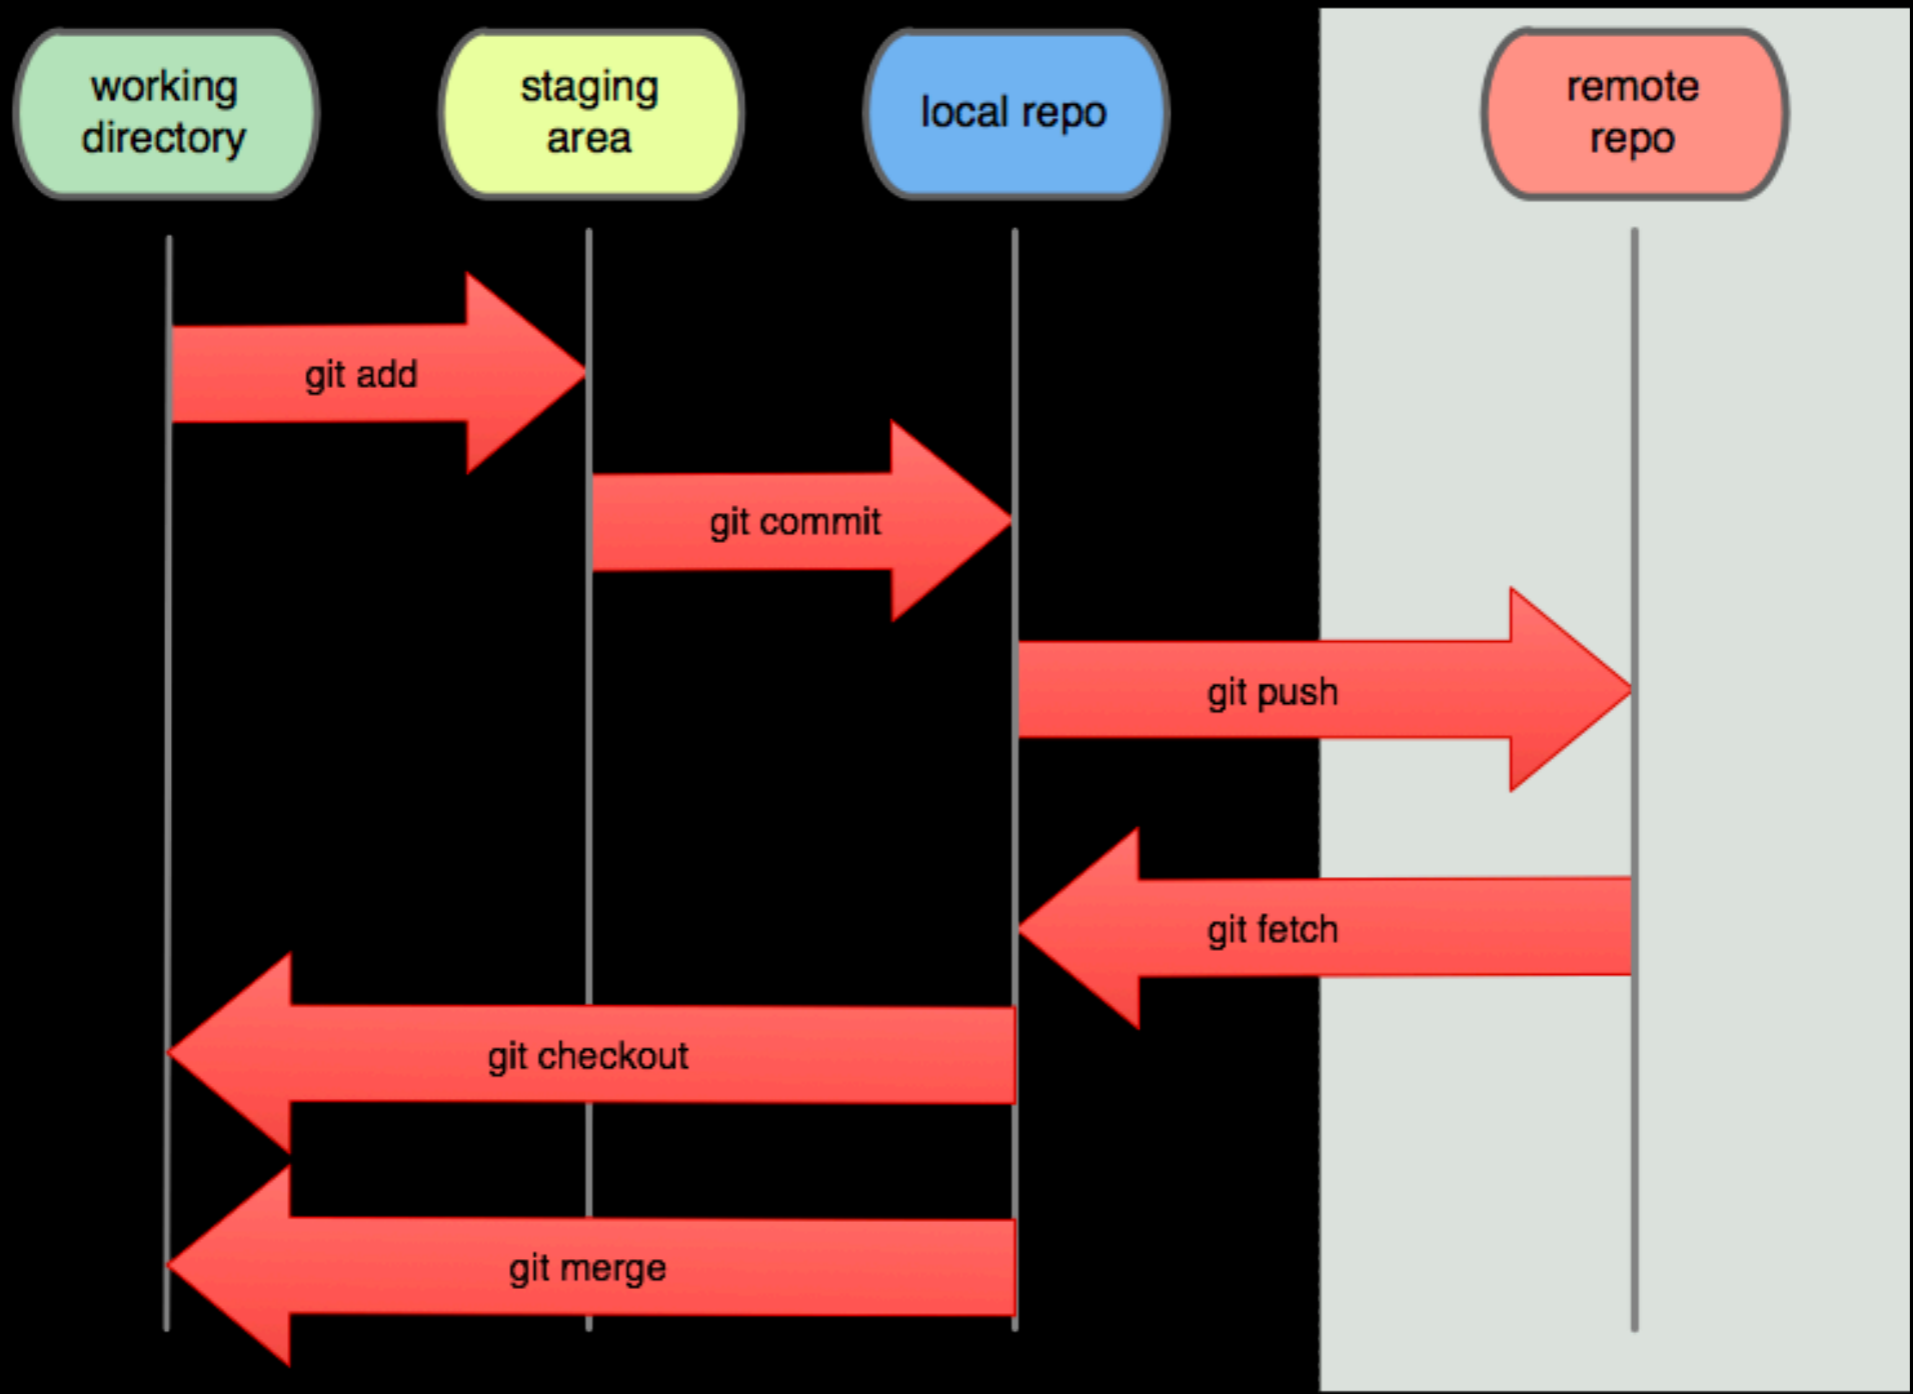 working
directory
staging
area
local repo
remote
repo
git add
git commit
git push
git fetch
git checkout
git merge